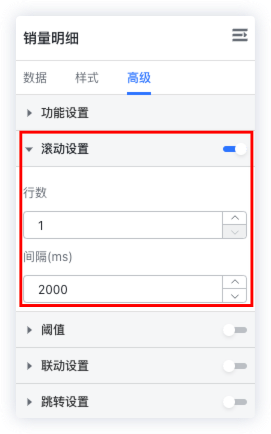 销量明细
数据 样式 高级
功能设置
滚动设置
行数
1
间隔(ms)
2000
阈值
联动设置
跳转设置